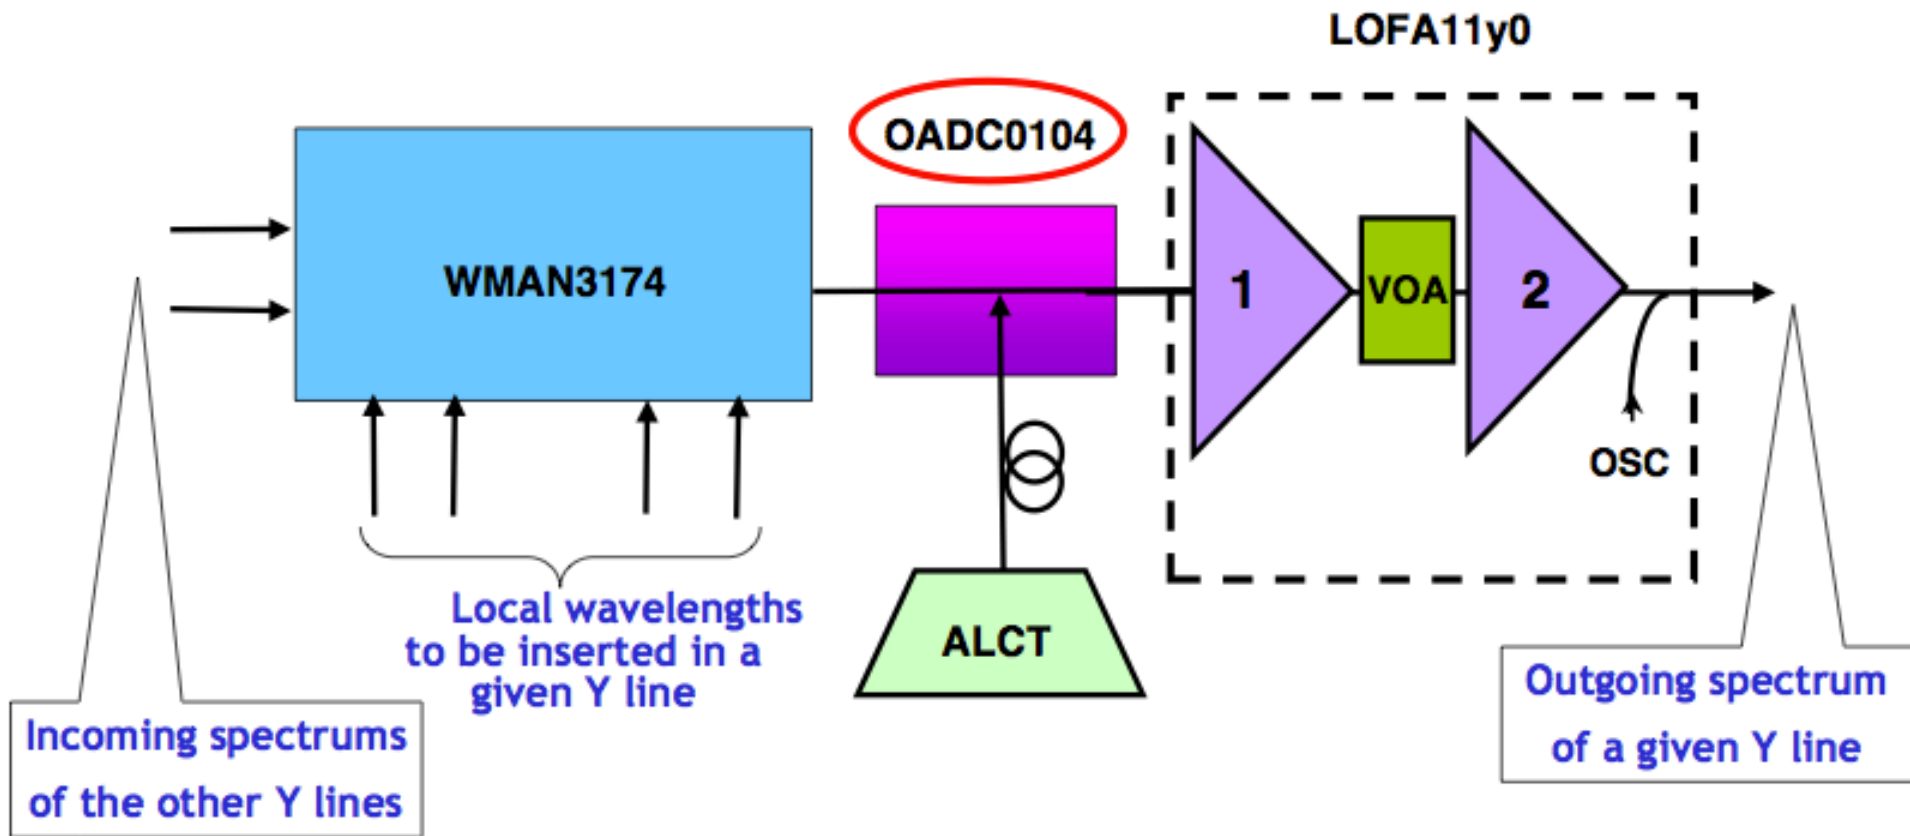 LOFA11y0
OADC0104
WMAN3174
1
VOA
2
OSC
Local wavelengths
to be inserted in a
given Y line
ALCT
Incoming spectrums
of the other Y lines
Outgoing spectrum
of a given Y line